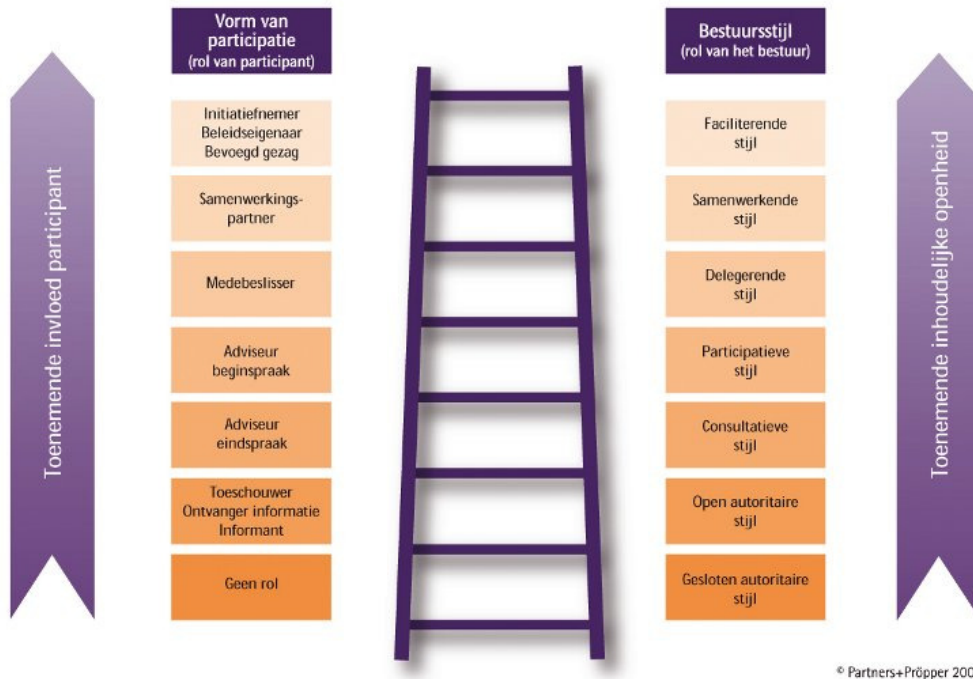 Vorm van
participatie
(rol van participant)
Bestuursstijl
(rol van het bestuur)
Toenemende invloed participant
Initiatiefnemer
Beleidseigenaar
Bevoegd gezag
Faciliterende
stijl
Samenwerkings-
partner
Samenwerkende
stijl
Medebeslisser
Delegerende
stijl
Adviseur
beginspraak
Participatieve
stijl
Adviseur
eindspraak
Consultatieve
stijl
Toeschouwer
Ontvanger informatie
Informant
Open autoritaire
stijl
Geen rol
Gesloten autoritaire
stijl
Toenemende inhoudelijke openheid
© Partners+Pröpper